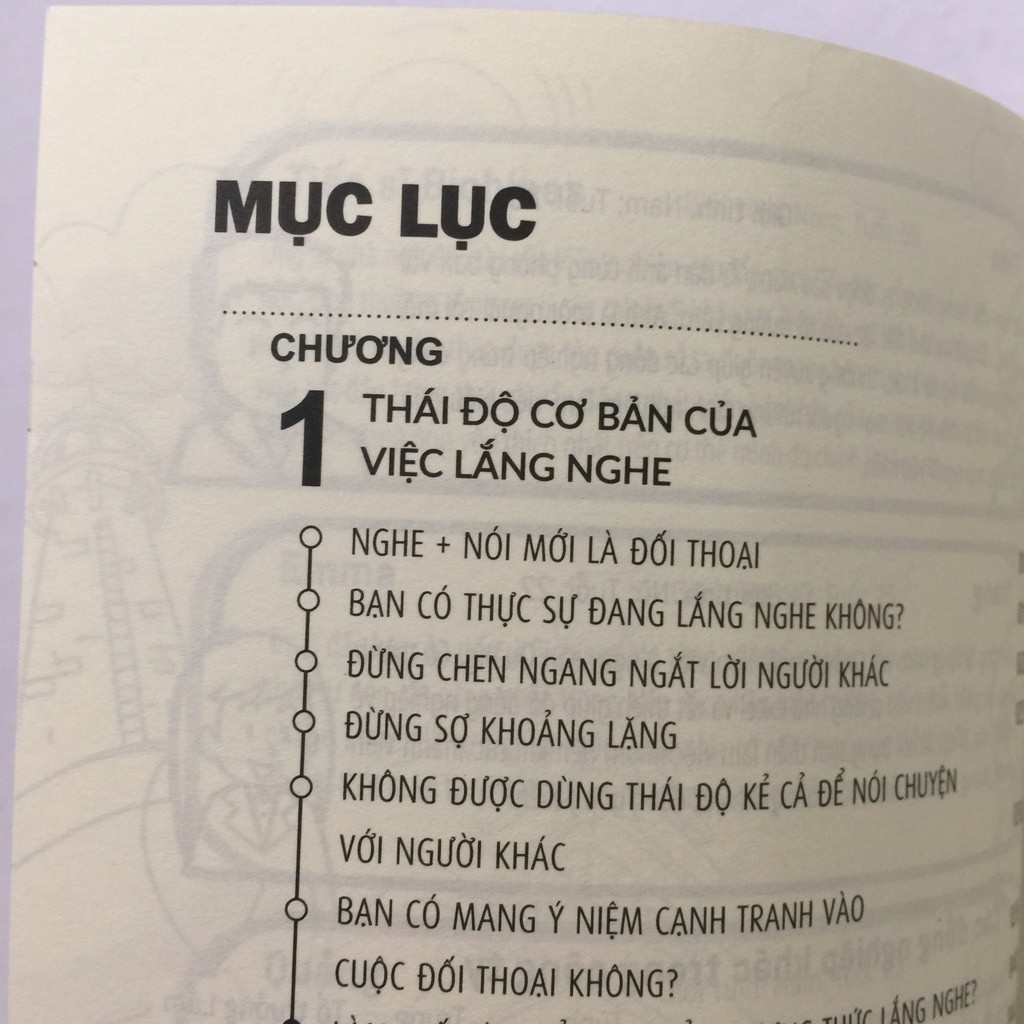 MỤC LỤC
CHƯƠNG
1 THÁI ĐỘ CƠ BẢN CỦA
VIỆC LẮNG NGHE
NGHE + NÓI MỚI LÀ ĐỐI THOẠI
BẠN CÓ THỰC SỰ ĐANG LẮNG NGHE KHÔNG?
ĐỪNG CHEN NGANG NGẮT LỜI NGƯỜI KHÁC
ĐỪNG SỢ KHOẢNG LẶNG
KHÔNG ĐƯỢC DÙNG THÁI ĐỘ KẺ CẢ ĐỂ NÓI CHUYỆN
VỚI NGƯỜI KHÁC
BẠN CÓ MANG Ý NIỆM CẠNH TRANH VÀO
CUỘC ĐỐI THOẠI KHÔNG?
THỨC LẮNG NGHE?